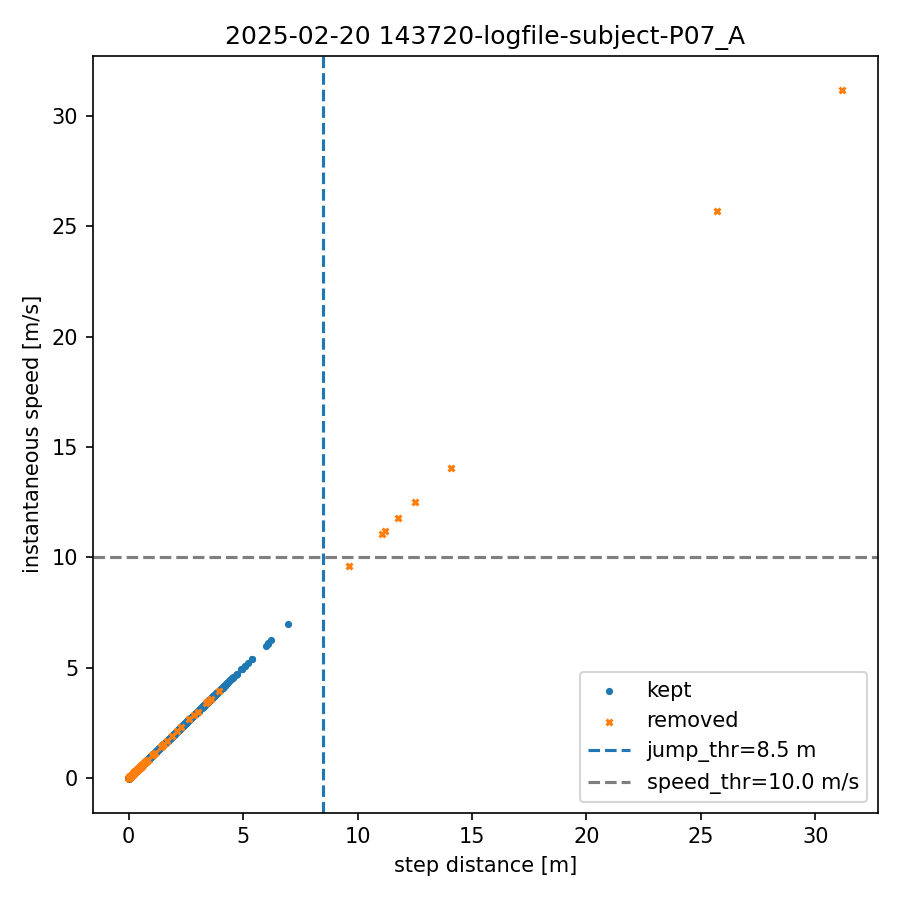 2025-02-20 143720-logfile-subject-P07_A
instantaneous speed [m/s]
30
25
20
15
10
5
0
0 5 10 15 20 25 30
step distance [m]
kept
removed
jump_thr=8.5 m
speed_thr=10.0 m/s